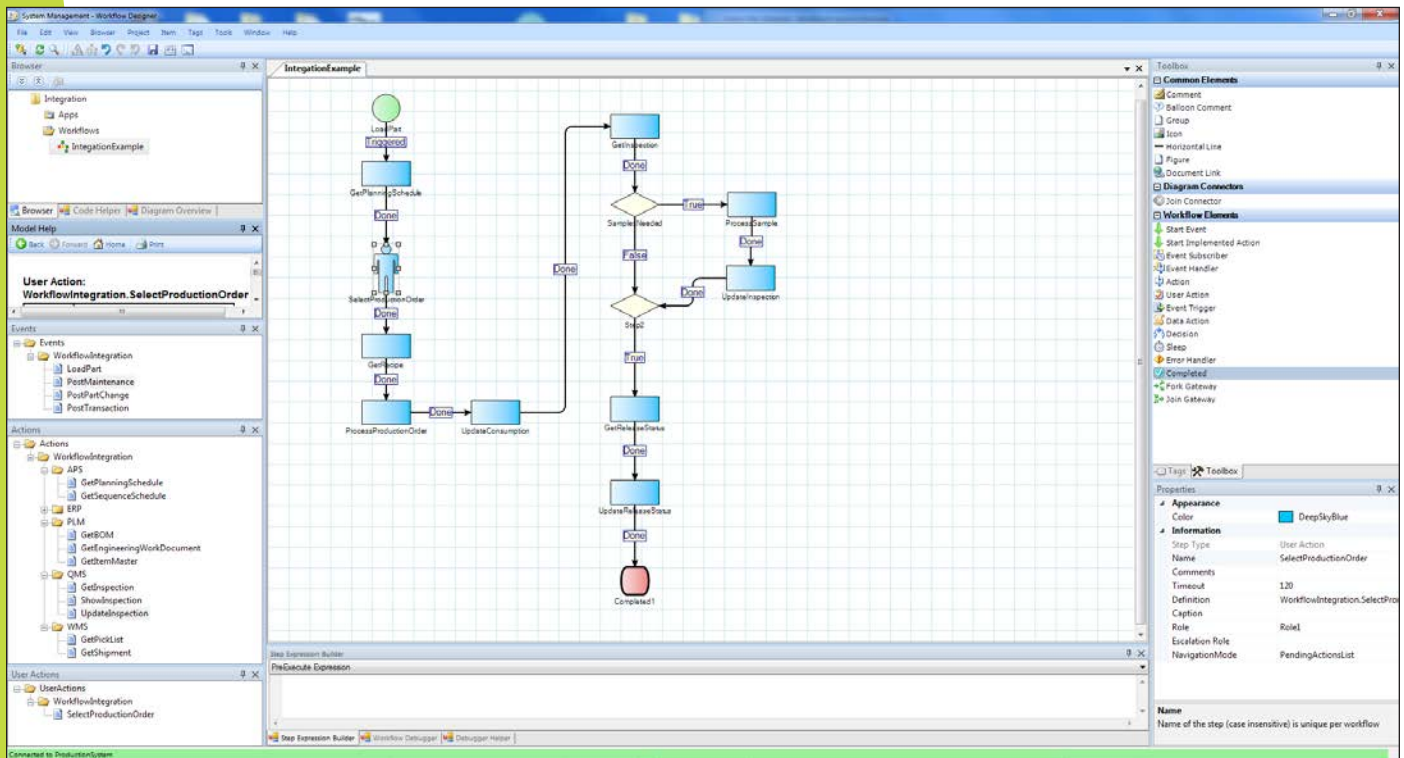 System Management - Workflow Designer
File Edit View Browser Project Item Tags Tools Window Help
Browser
Integration
Apps
Workflows
IntegationExample
Browser Code Helper Diagram Overview
Model Help
Back Forward Home Print
User Action:
WorkflowIntegration.SelectProductionOrder
Events
Events
WorkflowIntegration
LoadPart
PostMaintenance
PostPartChange
PostTransaction
Actions
Actions
WorkflowIntegration
APS
GetPlanningSchedule
GetSequenceSchedule
ERP
PLM
GetBOM
GetEngineeringWorkDocument
GetItemMaster
QMS
GetInspection
ShowInspection
UpdateInspection
WMS
GetPickList
GetShipment
User Actions
UserActions
WorkflowIntegration
SelectProductionOrder
Connected to ProductionSystem
IntegationExample
LoadPart
Triggered
GetPlanningSchedule
Done
SelectProductionOrder
Done
GetRecipe
Done
ProcessProductionOrder
Done
UpdateConsumption
Done
GetInspection
Done
SampleNeeded
True
ProcessSample
Done
UpdateInspection
Done
False
Step2
True
GetReleaseStatus
Done
UpdateReleaseStatus
Done
Completed1
Step Expression Builder
PreExecute Expression
Step Expression Builder Workflow Debugger Debugger Helper
Toolbox
Common Elements
Comment
Balloon Comment
Group
Icon
Horizontal Line
Figure
Document Link
Diagram Connectors
Join Connector
Workflow Elements
Start Event
Start Implemented Action
Event Subscriber
Event Handler
Action
User Action
Event Trigger
Data Action
Decision
Sleep
Error Handler
Completed
Fork Gateway
Join Gateway
Tags Toolbox
Properties
Appearance
Color DeepSkyBlue
Information
Step Type User Action
Name SelectProductionOrder
Comments
Timeout 120
Definition WorkflowIntegration.SelectPro
Caption
Role Role1
Escalation Role
NavigationMode PendingActionsList
Name
Name of the step (case insensitive) is unique per workflow